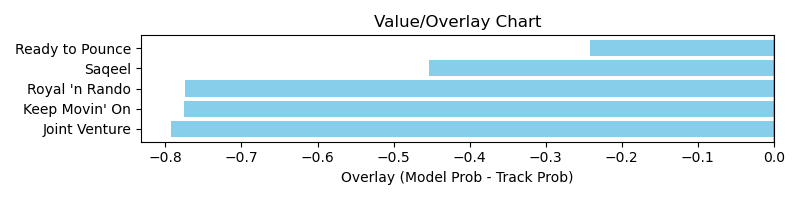 Value/Overlay Chart
Ready to Pounce
Saqeel
Royal 'n Rando
Keep Movin' On
Joint Venture
−0.8 −0.7 −0.6 −0.5 −0.4 −0.3 −0.2 −0.1 0.0
Overlay (Model Prob - Track Prob)